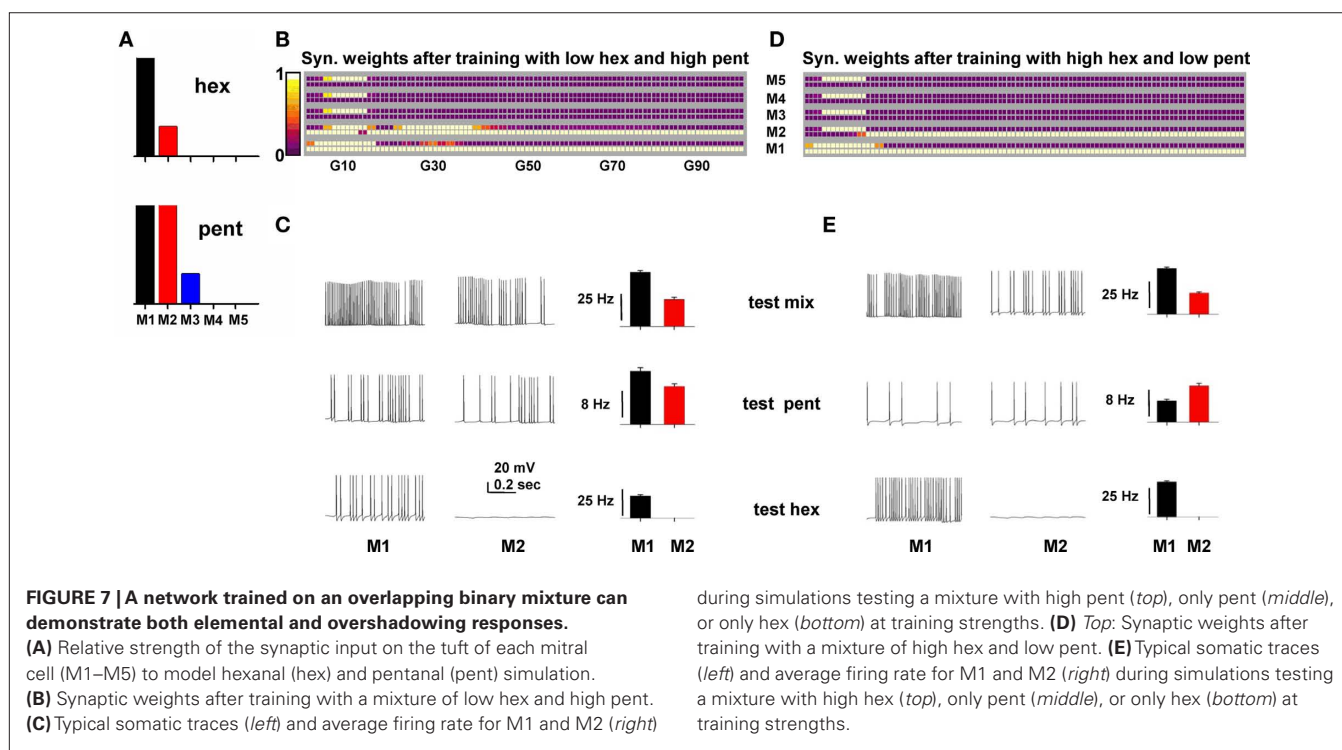 A
hex
pent
M1 M2 M3 M4 M5
B
Syn. weights after training with low hex and high pent
1
0
G10 G30 G50 G70 G90
D
Syn. weights after training with high hex and low pent
M5
M4
M3
M2
M1
C
25 Hz
test mix
8 Hz
test pent
20 mV
0.2 sec
25 Hz
test hex
M1 M2 M1 M2
E
25 Hz
8 Hz
25 Hz
M1 M2 M1 M2
FIGURE 7 | A network trained on an overlapping binary mixture can
demonstrate both elemental and overshadowing responses.
(A) Relative strength of the synaptic input on the tuft of each mitral
cell (M1–M5) to model hexanal (hex) and pentanal (pent) simulation.
(B) Synaptic weights after training with a mixture of low hex and high pent.
(C) Typical somatic traces (left) and average firing rate for M1 and M2 (right)
during simulations testing a mixture with high pent (top), only pent (middle),
or only hex (bottom) at training strengths. (D) Top: Synaptic weights after
training with a mixture of high hex and low pent. (E) Typical somatic traces
(left) and average firing rate for M1 and M2 (right) during simulations testing
a mixture with high hex (top), only pent (middle), or only hex (bottom) at
training strengths.